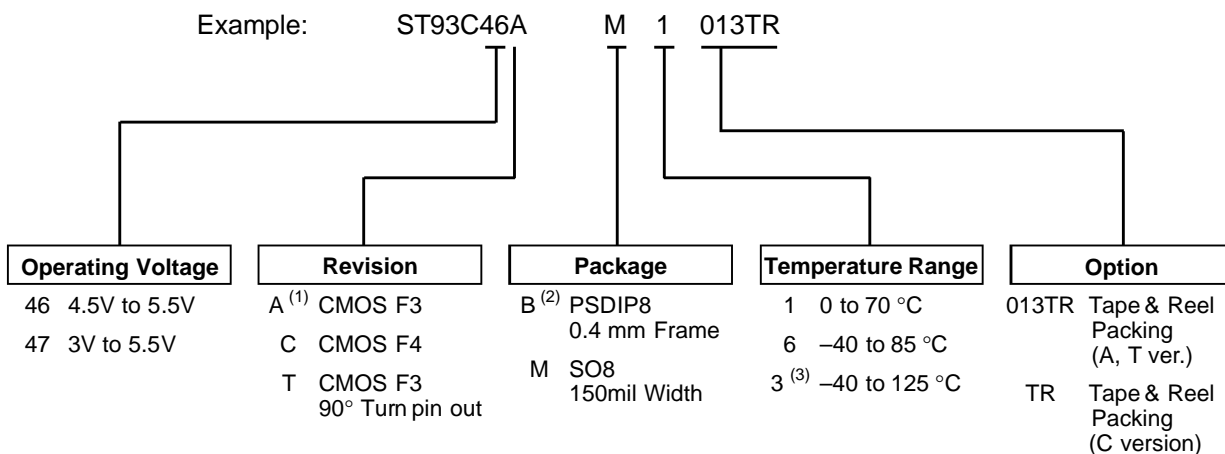 Example: ST93C46A M 1 013TR
Operating Voltage
46 4.5V to 5.5V
47 3V to 5.5V
Revision
A (1) CMOS F3
C CMOS F4
T CMOS F3
90° Turn pin out
Package
B (2) PSDIP8
0.4 mm Frame
M SO8
150mil Width
Temperature Range
1 0 to 70 °C
6 –40 to 85 °C
3 (3) –40 to 125 °C
Option
013TR Tape & Reel
Packing
(A, T ver.)
TR Tape & Reel
Packing
(C version)